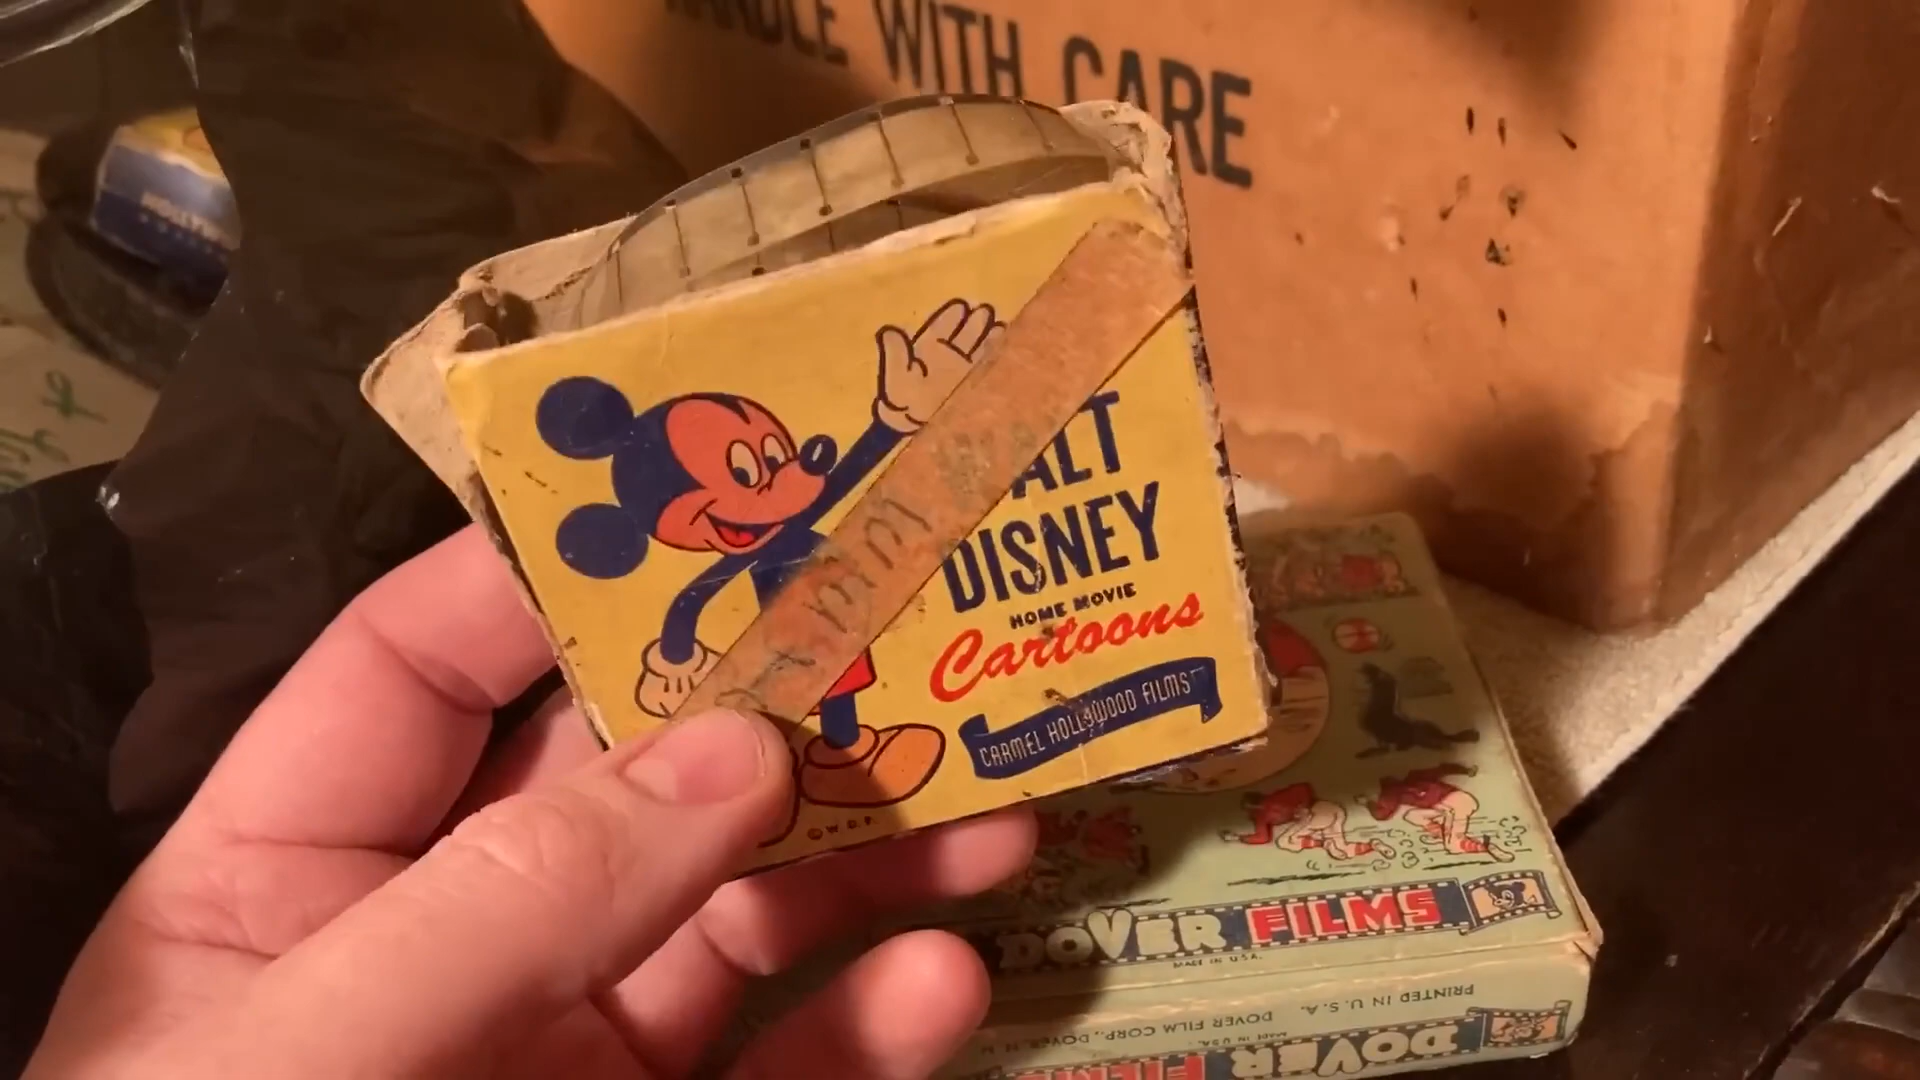 HANDLE WITH CARE
WALT
DISNEY
HOME MOVIE
Cartoons
CARMEL HOLLYWOOD FILMS
© W.D.P.
DOVER FILMS
MADE IN U.S.A.
PRINTED IN U.S.A. DOVER FILM CORP., DOVER, N.H.
MADE IN U.S.A.
DOVER FILMS